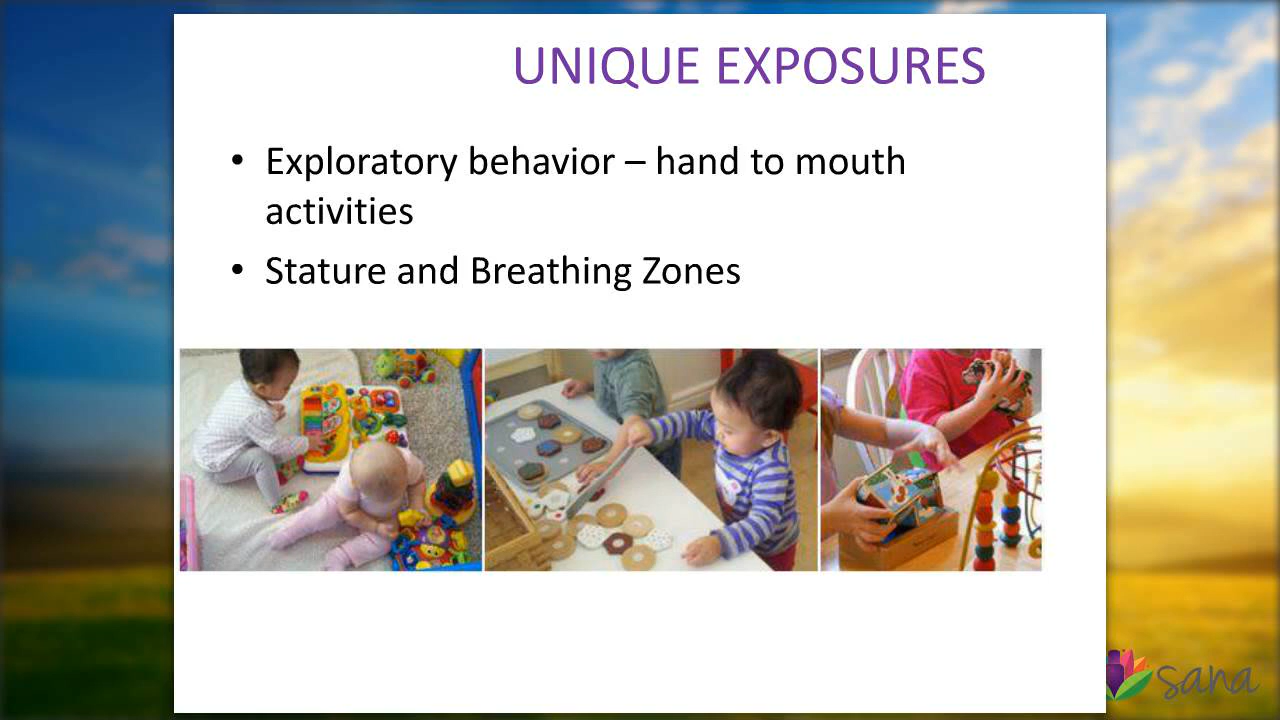 UNIQUE EXPOSURES
• Exploratory behavior – hand to mouth
activities
• Stature and Breathing Zones
sana